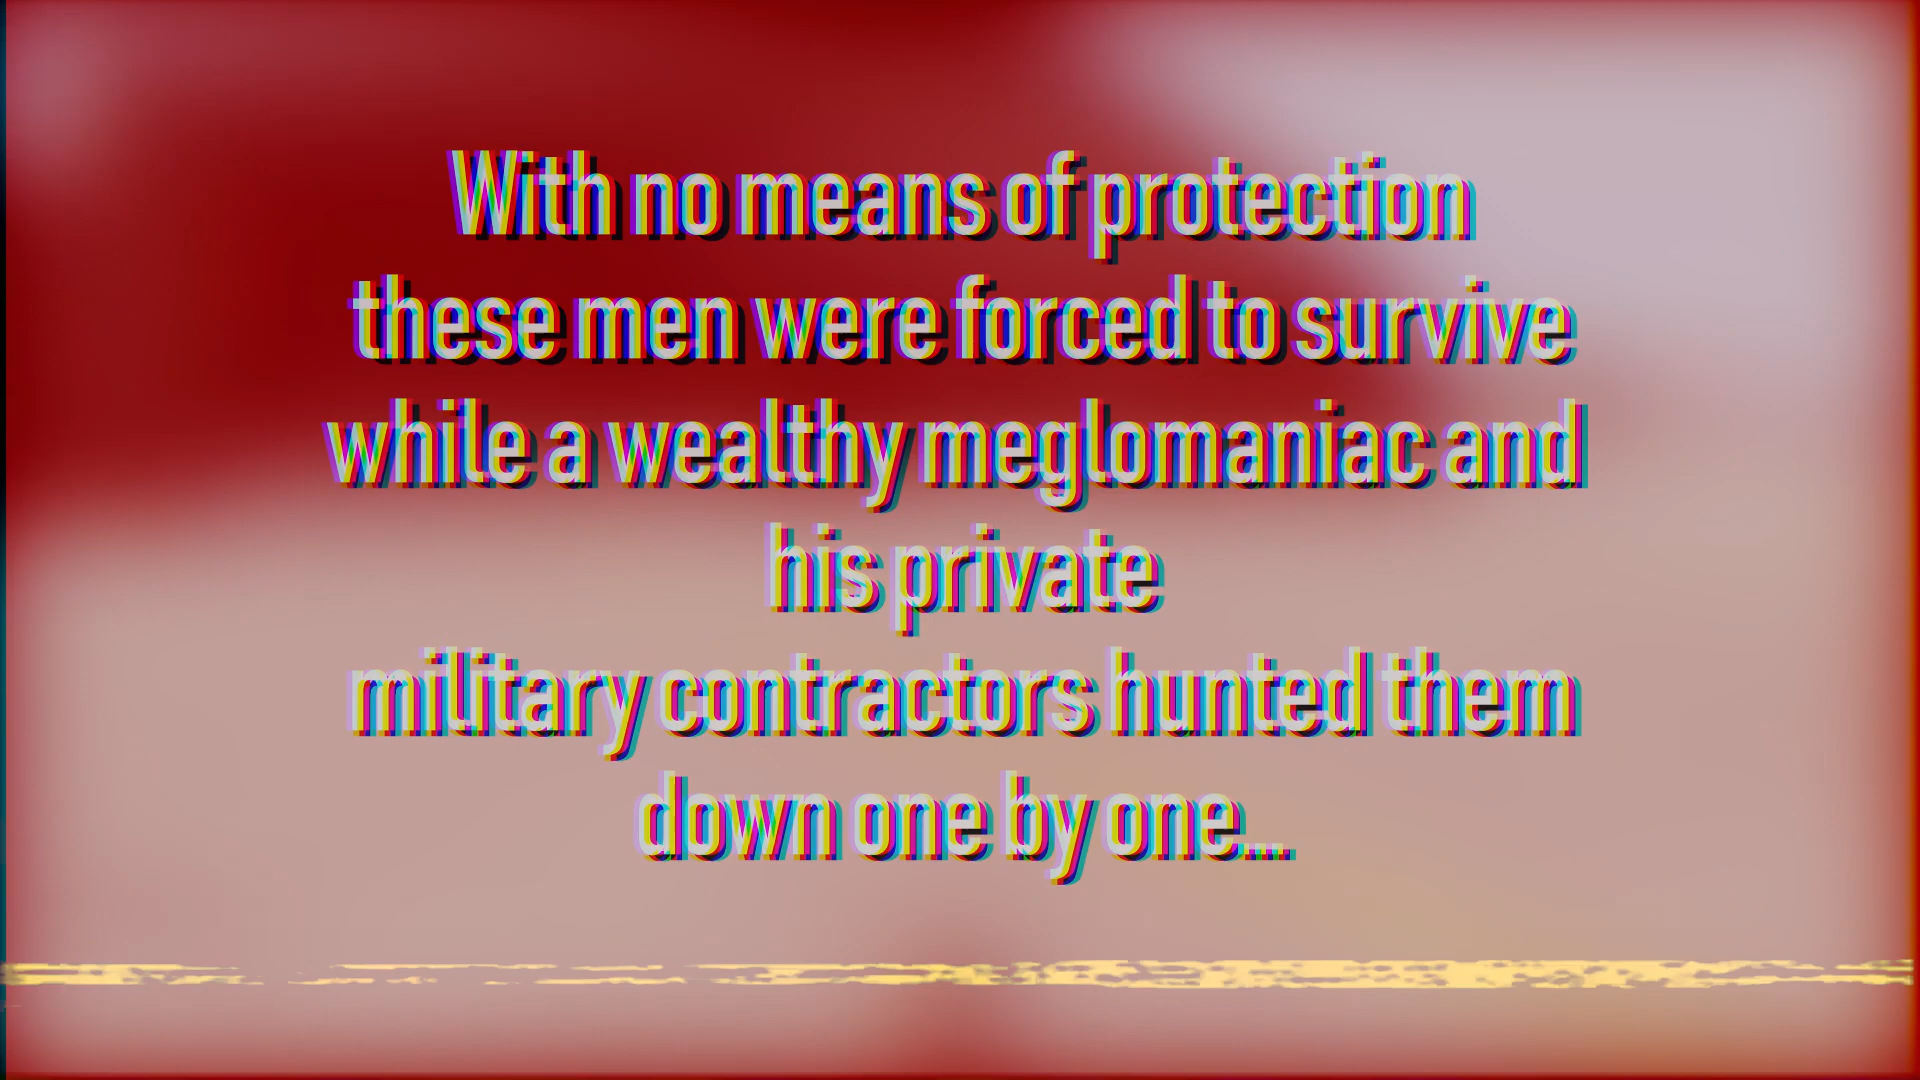 With no means of protection
these men were forced to survive
while a wealthy meglomaniac and
his private
military contractors hunted them
down one by one...